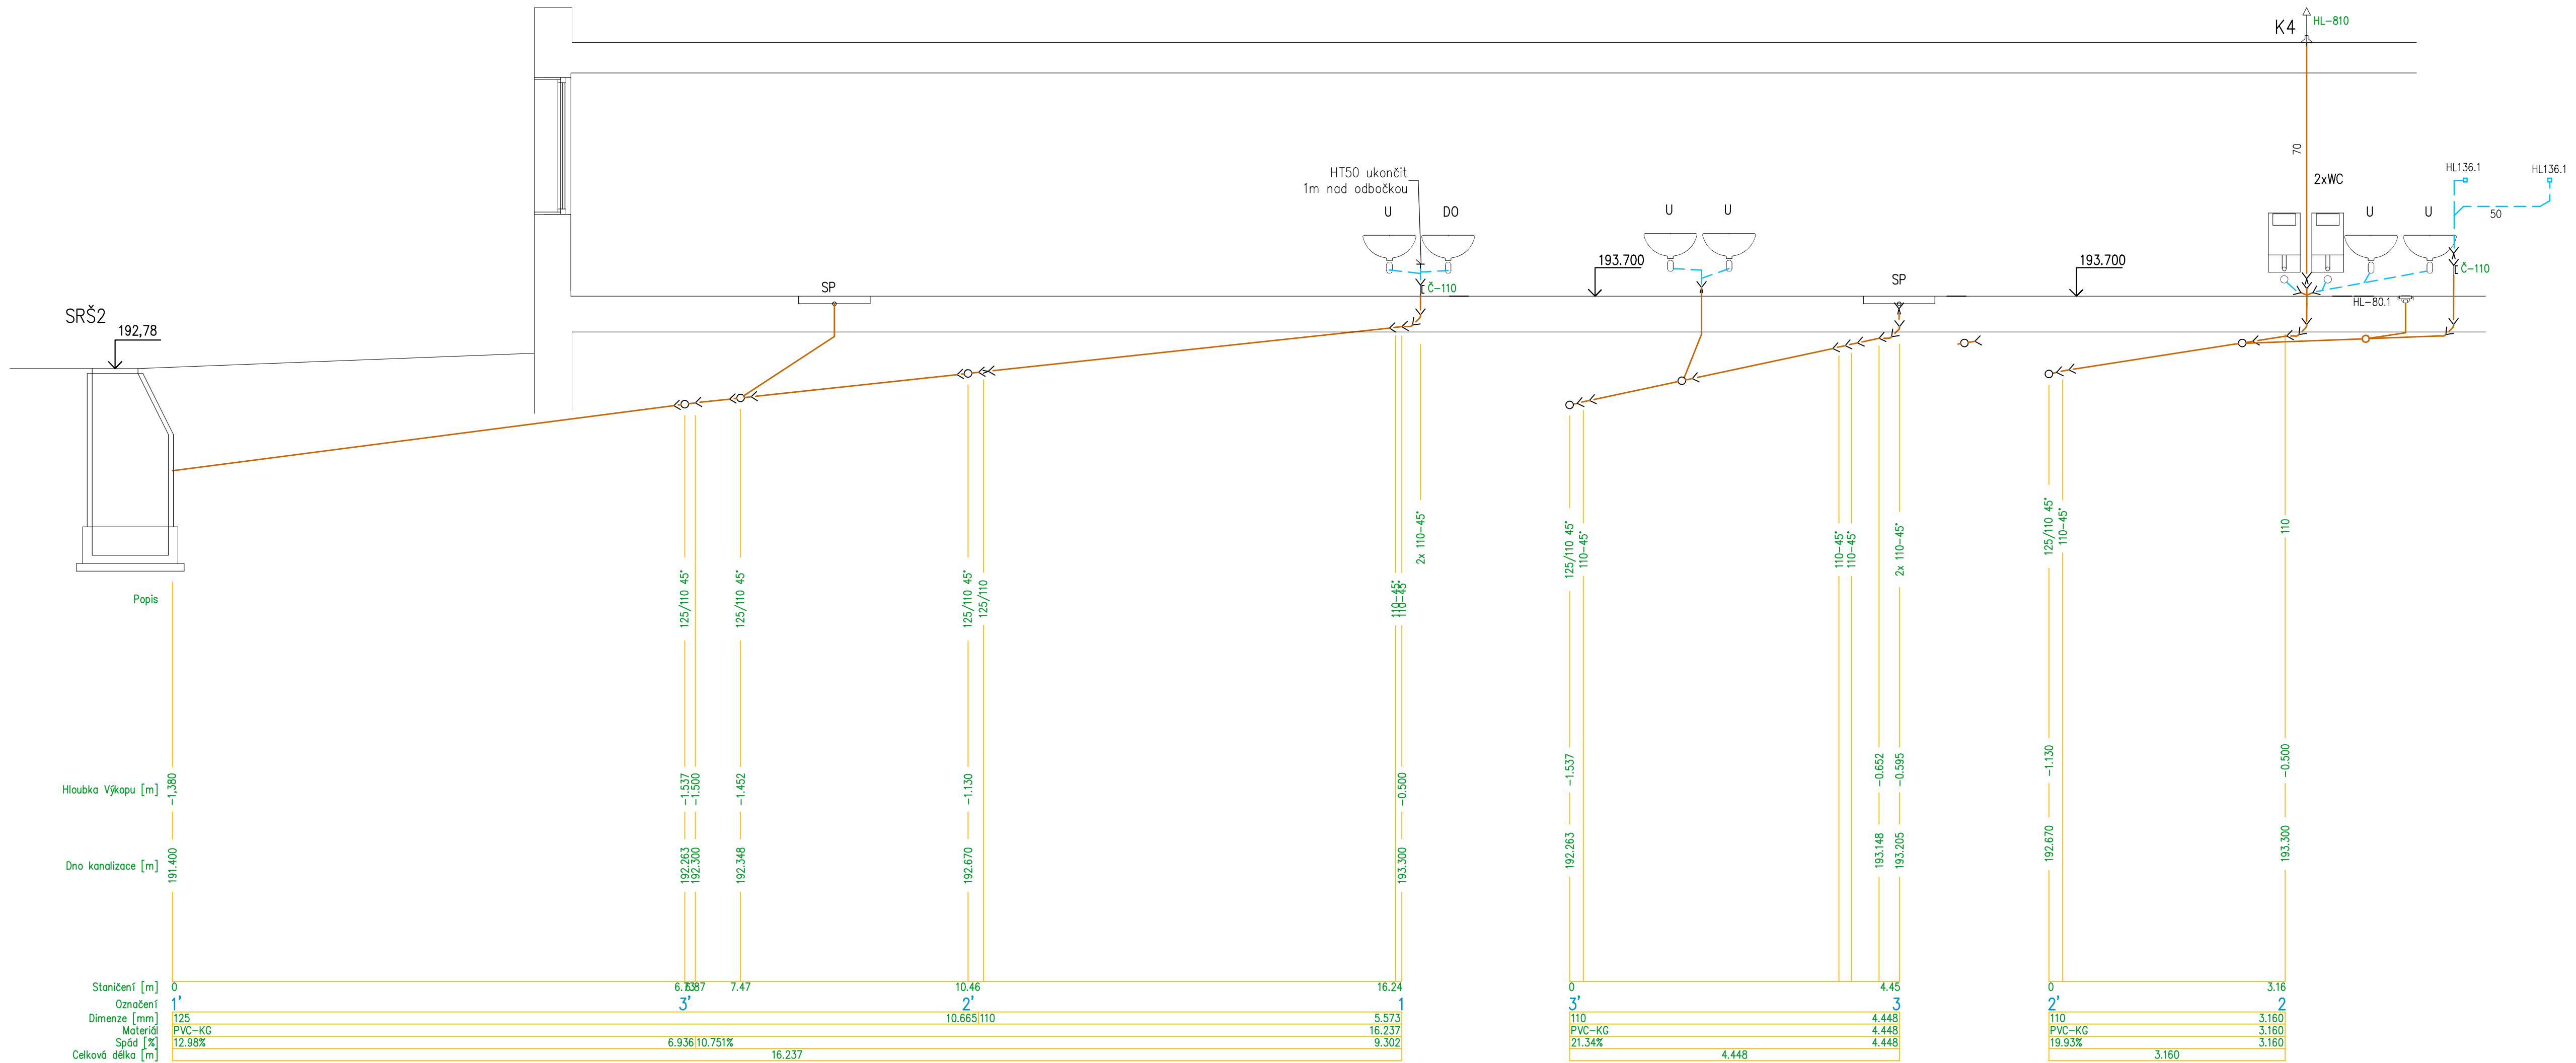 K4
HL-810
70
HL136.1
HL136.1
2xWC
50
HT50 ukončit
1m nad odbočkou
U
DO
U
U
U
U
193.700
193.700
Č-110
Č-110
SP
SP
HL-80.1
SRŠ2
192,78
Popis
125/110 45°
125/110 45°
125/110 45°
125/110
110-45°
110-45°
2x 110-45°
125/110 45°
110-45°
110-45°
110-45°
2x 110-45°
125/110 45°
110-45°
110
Hloubka Výkopu [m]
-1,380
-1.537
-1.500
-1.452
-1.130
-0.500
-1.537
-0.652
-0.595
-1.130
-0.500
Dno kanalizace [m]
191.400
192.263
192.300
192.348
192.670
193.300
192.263
193.148
193.205
192.670
193.300
Staničení [m] 0 7.47 10.46 16.24 0 4.45 0 3.16
Označení 1' 3' 2' 1 3' 3 2' 2
Dimenze [mm] 125 10.665 110 5.573 110 4.448 110 3.160
Materiál PVC-KG 16.237 PVC-KG 4.448 PVC-KG 3.160
Spád [%] 12.98% 6.936 10.751% 9.302 21.34% 4.448 19.93% 3.160
Celková délka [m] 16.237 4.448 3.160